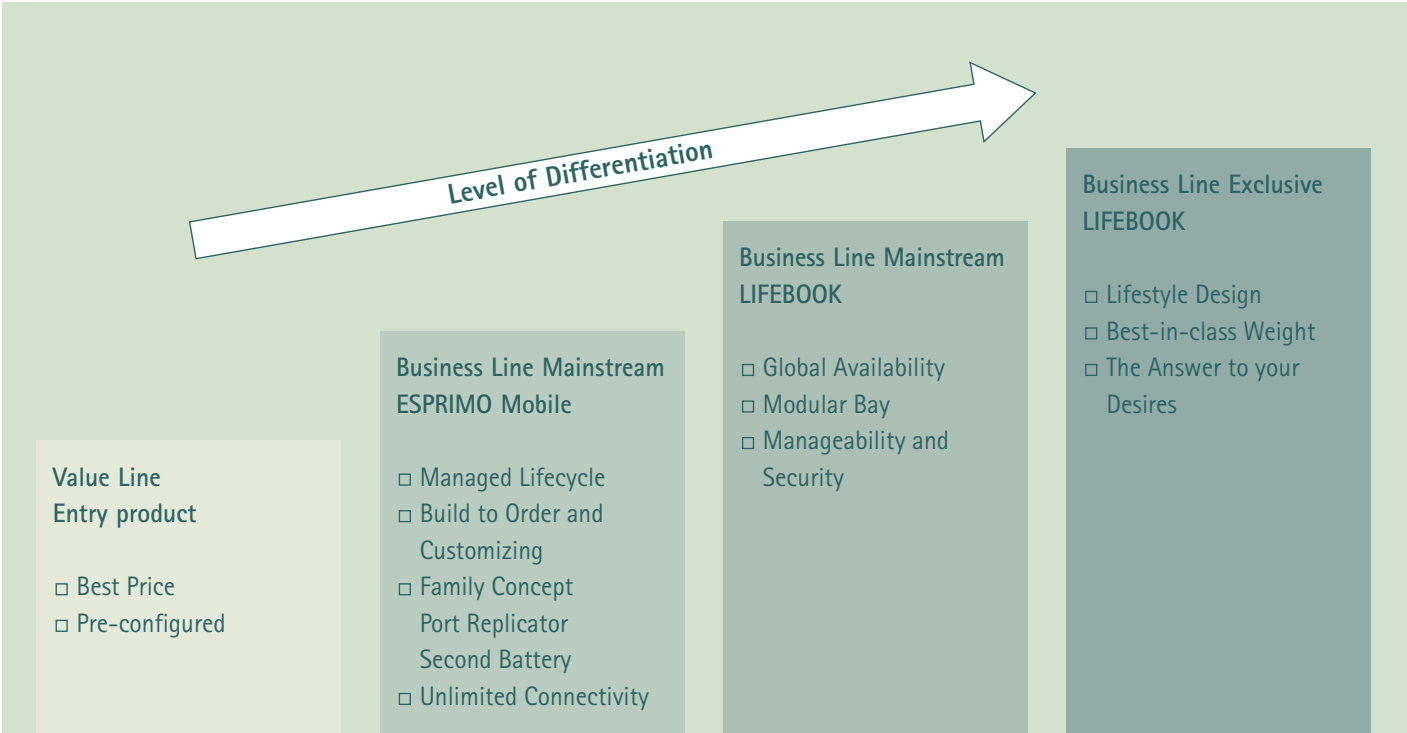 Level of Differentiation
Value Line
Entry product
□ Best Price
□ Pre-configured
Business Line Mainstream
ESPRIMO Mobile
□ Managed Lifecycle
□ Build to Order and
Customizing
□ Family Concept
Port Replicator
Second Battery
□ Unlimited Connectivity
Business Line Mainstream
LIFEBOOK
□ Global Availability
□ Modular Bay
□ Manageability and
Security
Business Line Exclusive
LIFEBOOK
□ Lifestyle Design
□ Best-in-class Weight
□ The Answer to your
Desires